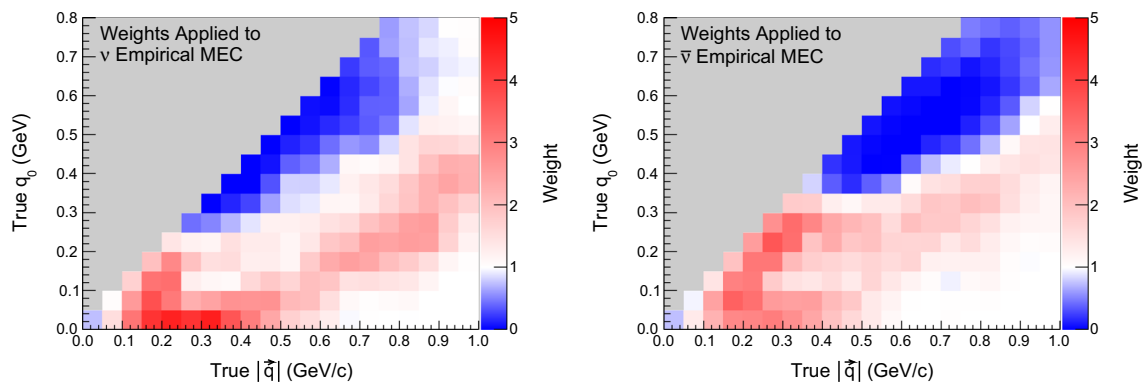 Weights Applied to
ν Empirical MEC
True q₀ (GeV)
0.8
0.7
0.6
0.5
0.4
0.3
0.2
0.1
0.0
0.0 0.1 0.2 0.3 0.4 0.5 0.6 0.7 0.8 0.9 1.0
True |q⃗| (GeV/c)
5
4
3
2
1
0
Weight
Weights Applied to
ν̅ Empirical MEC
True q₀ (GeV)
0.8
0.7
0.6
0.5
0.4
0.3
0.2
0.1
0.0
0.0 0.1 0.2 0.3 0.4 0.5 0.6 0.7 0.8 0.9 1.0
True |q⃗| (GeV/c)
5
4
3
2
1
0
Weight